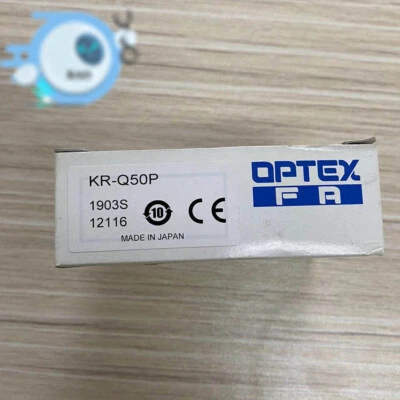 OPTEX
FA
KR-Q50P
1903S
12116
10
CE
MADE IN JAPAN